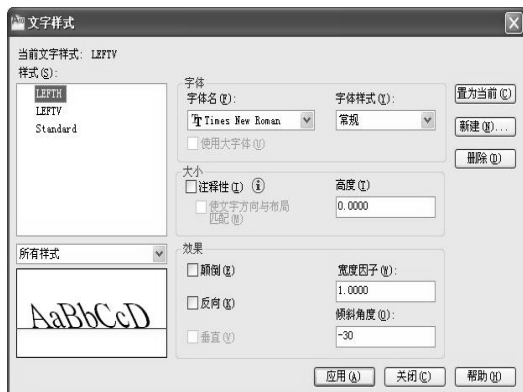 文字样式
当前文字样式: LEFTV
样式(S):
LEFTH
LEFTV
Standard
所有样式
AaBbCcD
字体
字体名(F):
Times New Roman
字体样式(Y):
常规
使用大字体(U)
大小
注释性(I)
使文字方向与布局
匹配(M)
高度(T)
0.0000
效果
颠倒(E)
反向(K)
垂直(V)
宽度因子(W):
1.0000
倾斜角度(O):
-30
置为当前(C)
新建(N)...
删除(D)
应用(A)
关闭(C)
帮助(H)